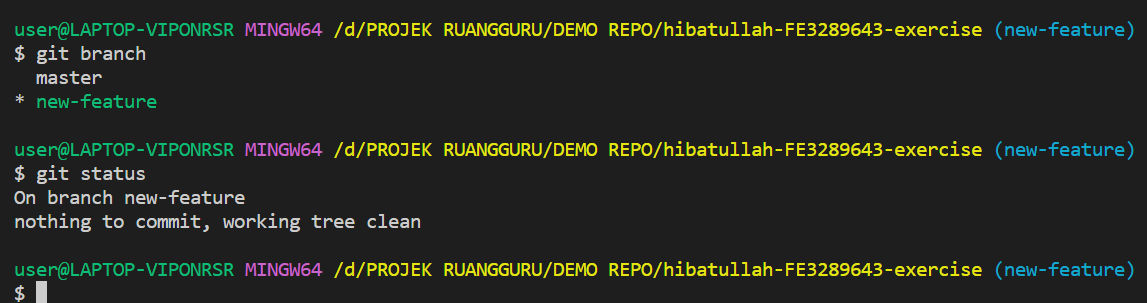 user@LAPTOP-VIPONRSR MINGW64 /d/PROJEK RUANGGURU/DEMO REPO/hibatullah-FE3289643-exercise (new-feature)
$ git branch
  master
* new-feature

user@LAPTOP-VIPONRSR MINGW64 /d/PROJEK RUANGGURU/DEMO REPO/hibatullah-FE3289643-exercise (new-feature)
$ git status
On branch new-feature
nothing to commit, working tree clean

user@LAPTOP-VIPONRSR MINGW64 /d/PROJEK RUANGGURU/DEMO REPO/hibatullah-FE3289643-exercise (new-feature)
$